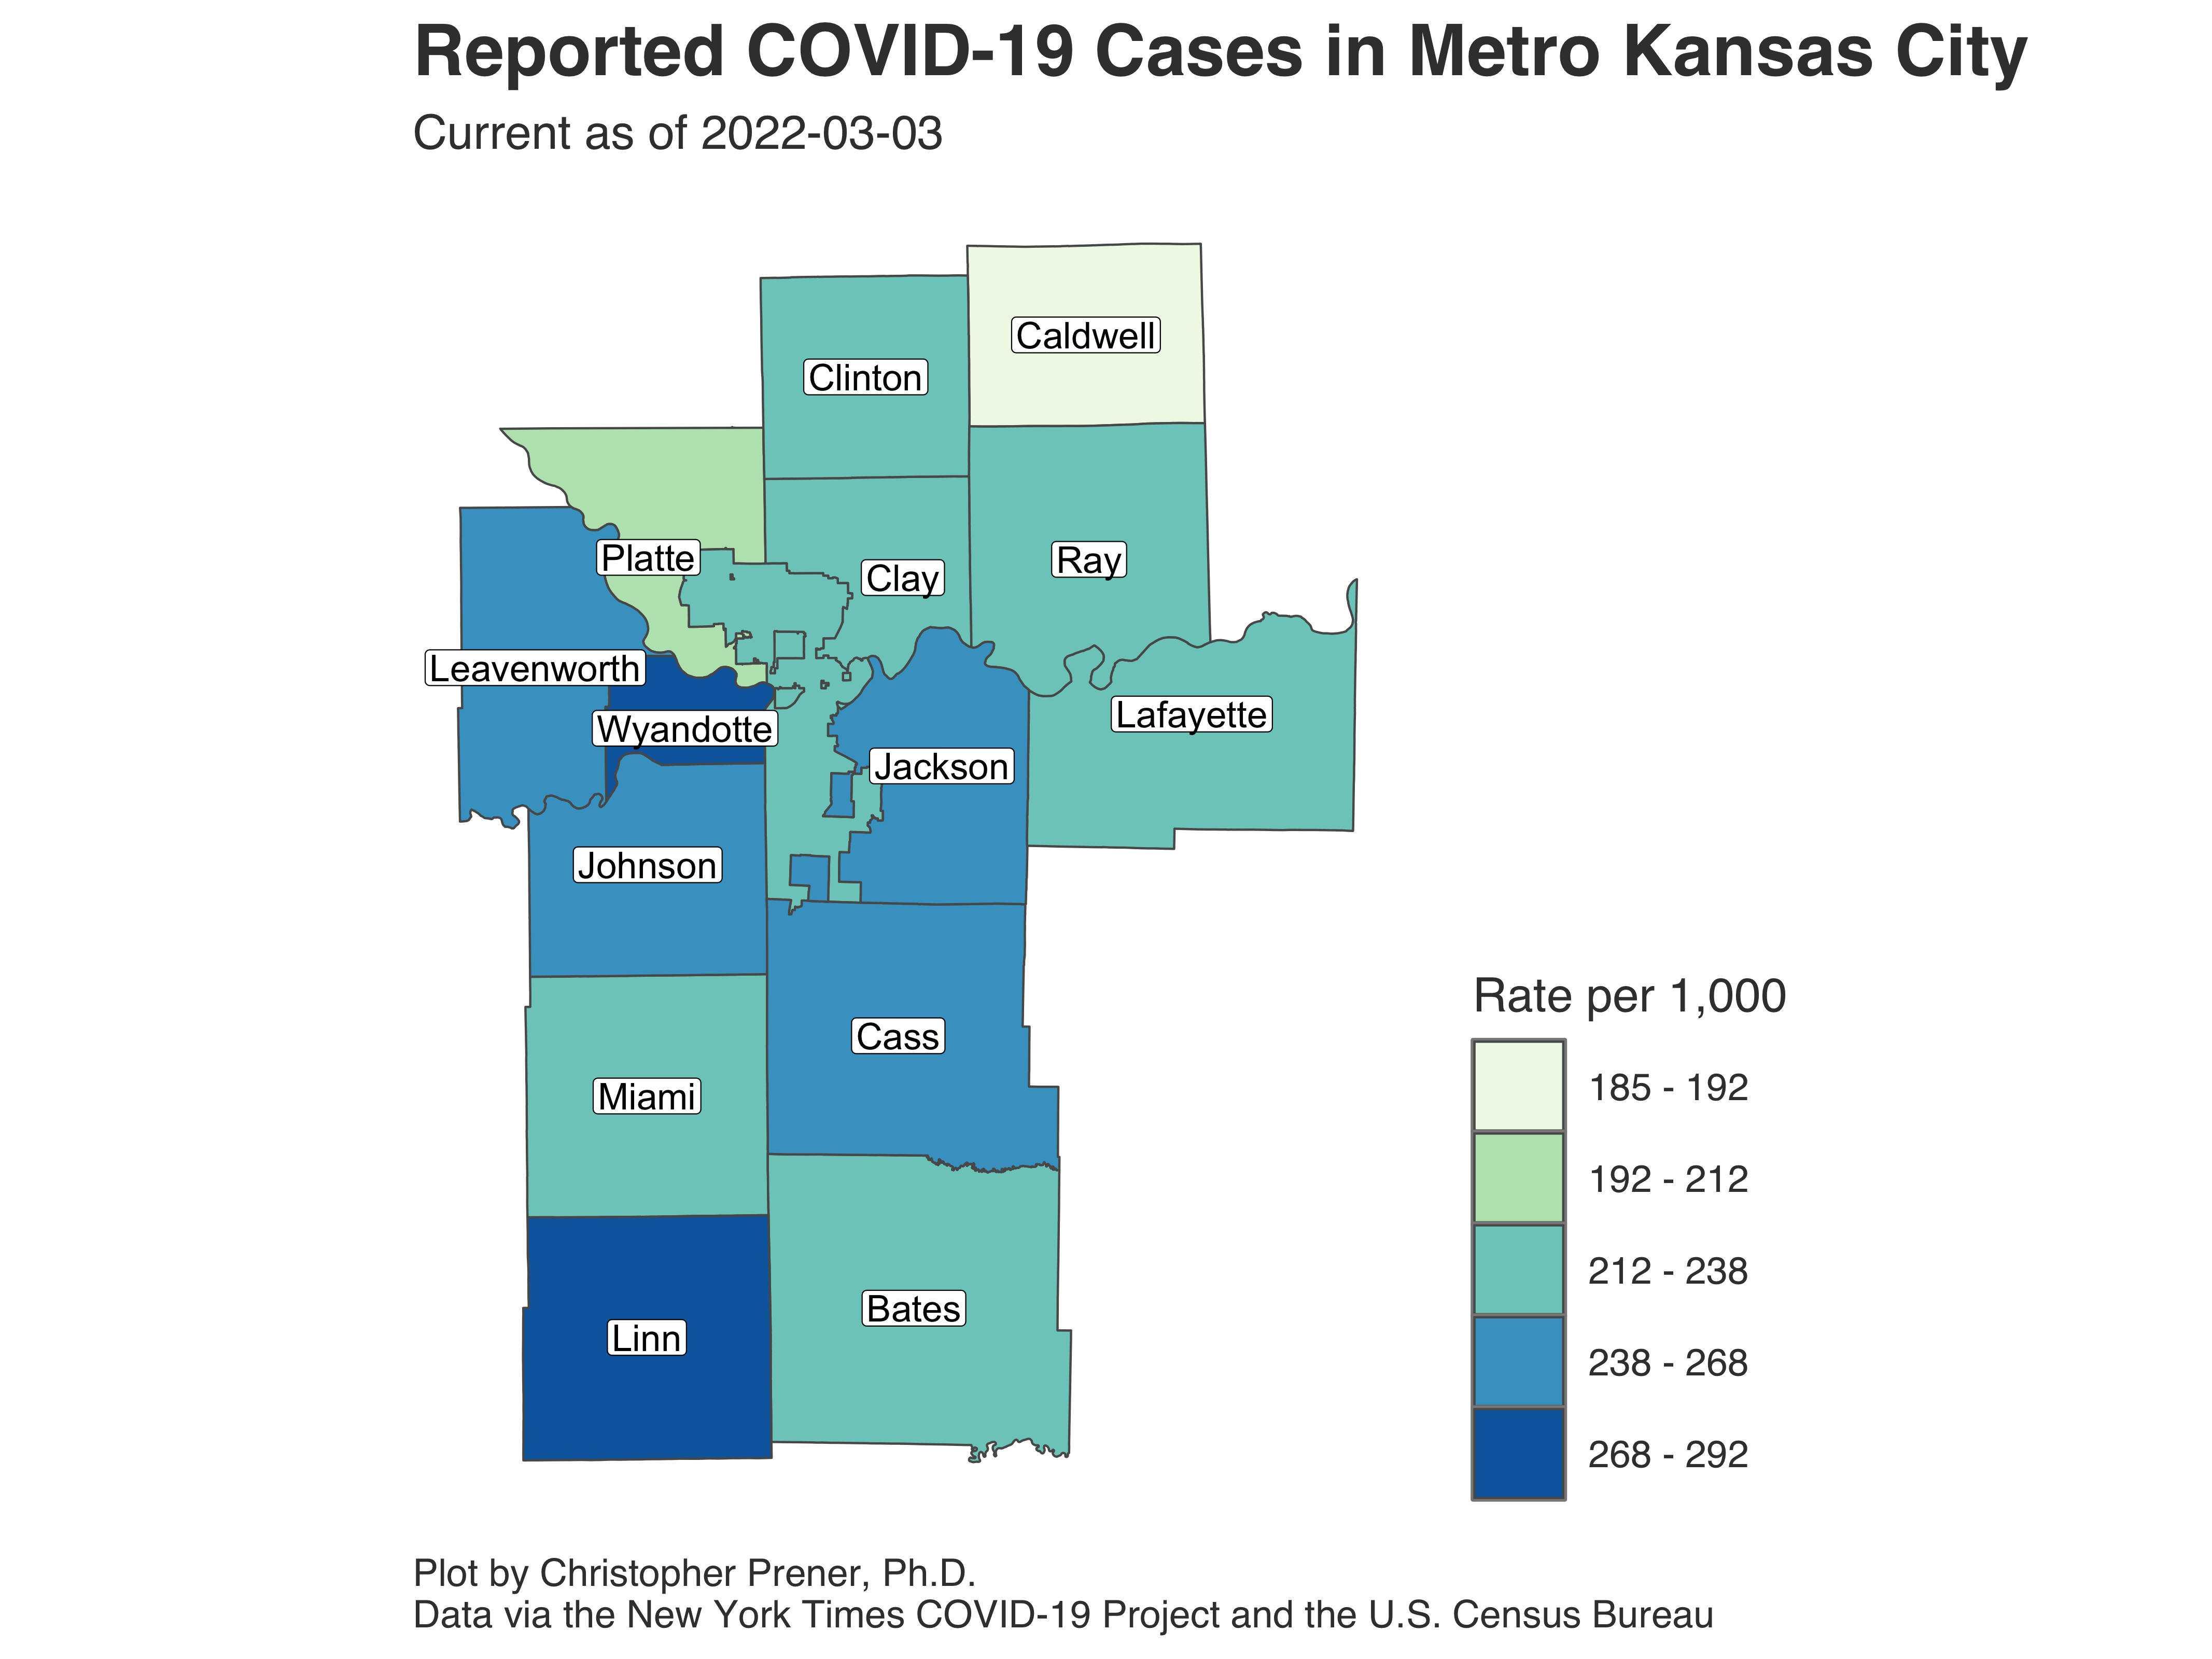 Reported COVID-19 Cases in Metro Kansas City
Current as of 2022-03-03
Caldwell
Clinton
Platte
Clay
Ray
Leavenworth
Wyandotte
Lafayette
Jackson
Johnson
Cass
Miami
Bates
Linn
Rate per 1,000
185 - 192
192 - 212
212 - 238
238 - 268
268 - 292
Plot by Christopher Prener, Ph.D.
Data via the New York Times COVID-19 Project and the U.S. Census Bureau